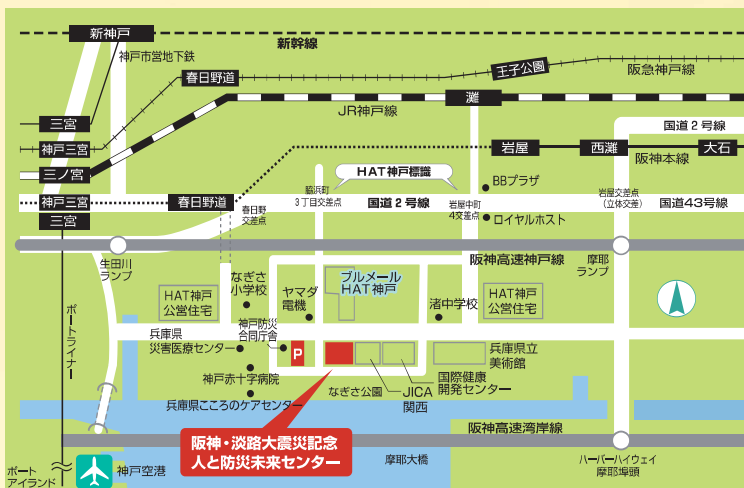 新神戸
新幹線
神戸市営地下鉄
春日野道
王子公園
阪急神戸線
JR神戸線
灘
三宮
国道2号線
神戸三宮
岩屋
西灘
大石
阪神本線
三ノ宮
HAT神戸標識
BBプラザ
神戸三宮
春日野道
春日野
交差点
脇浜町
3丁目交差点
国道2号線
岩屋中町
4交差点
岩屋交差点
(立体交差)
国道43号線
三宮
ロイヤルホスト
阪神高速神戸線
生田川
ランプ
摩耶
ランプ
なぎさ
小学校
ブルメール
HAT神戸
HAT神戸
公営住宅
ヤマダ
電機
渚中学校
HAT神戸
公営住宅
ポートライナー
兵庫県
災害医療センター
神戸防災
合同庁舎
P
兵庫県立
美術館
神戸赤十字病院
なぎさ公園
JICA
関西
国際健康
開発センター
兵庫県こころのケアセンター
阪神・淡路大震災記念
人と防災未来センター
阪神高速湾岸線
摩耶大橋
ハーバーハイウェイ
摩耶埠頭
ポート
アイランド
神戸空港